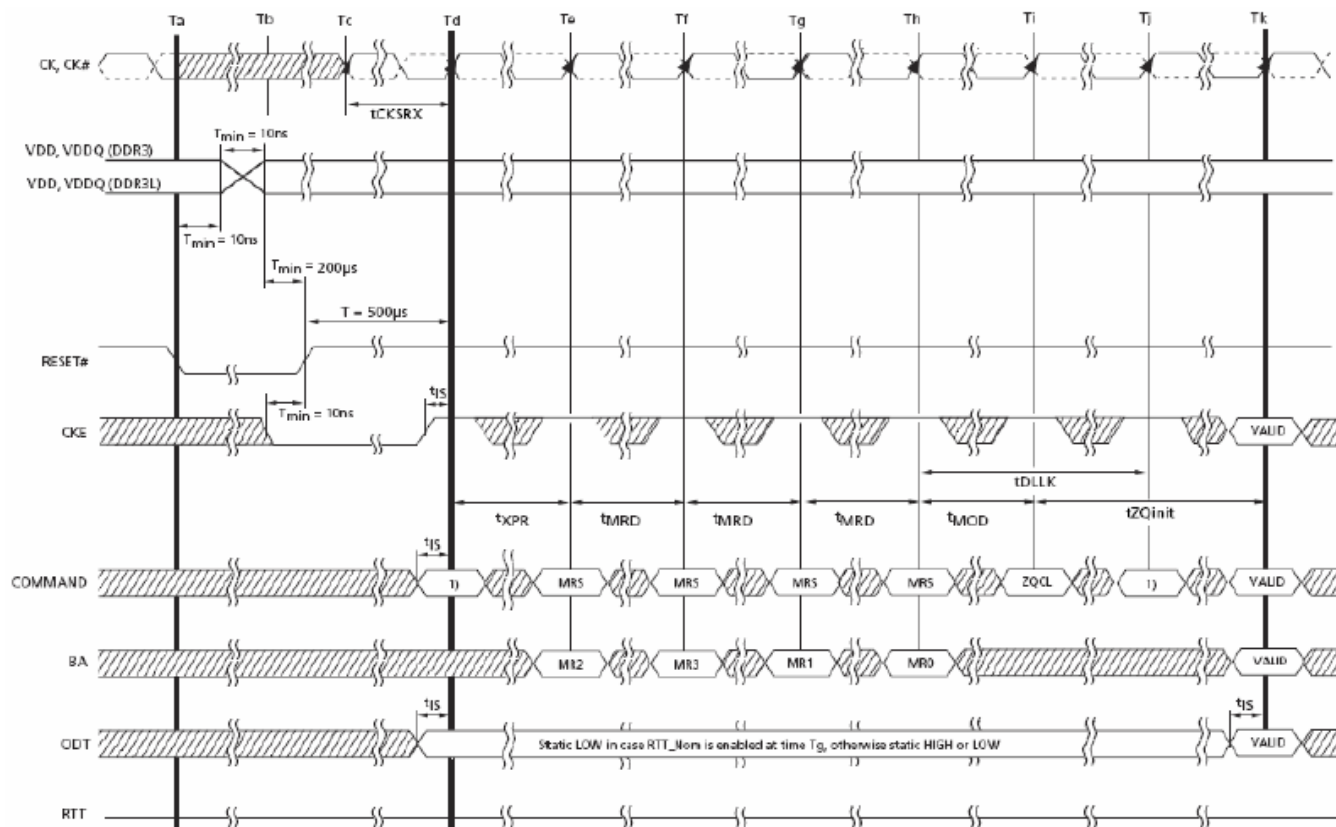 Ta Tb Tc Td Te Tf Tg Th Ti Tj Tk
CK, CK#
tCKSRX
Tmin = 10ns
VDD, VDDQ (DDR3)
VDD, VDDQ (DDR3L)
Tmin = 10ns
Tmin = 200µs
T = 500µs
RESET#
tIS
Tmin = 10ns
CKE
VALID
tDLLK
tXPR tMRD tMRD tMRD tMOD tZQinit
tIS
COMMAND 1) MRS MRS MRS MRS ZQCL 1) VALID
BA MR2 MR3 MR1 MR0 VALID
tIS tIS
ODT Static LOW in case RTT_Nom is enabled at time Tg, otherwise static HIGH or LOW VALID
RTT